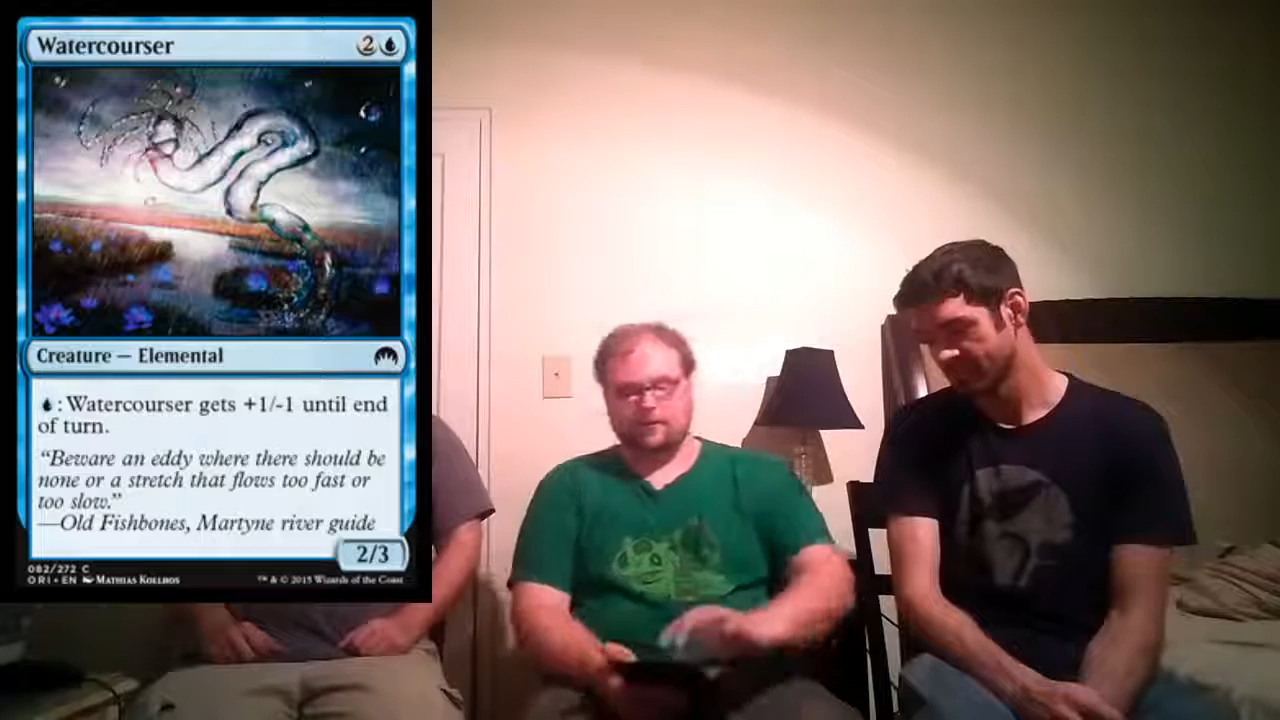 Watercourser 2
Creature — Elemental
: Watercourser gets +1/-1 until end
of turn.
“Beware an eddy where there should be
none or a stretch that flows too fast or
too slow.”
—Old Fishbones, Martyne river guide
2/3
082/272 C
ORI • EN Mathias Kollros
™ & © 2015 Wizards of the Coast